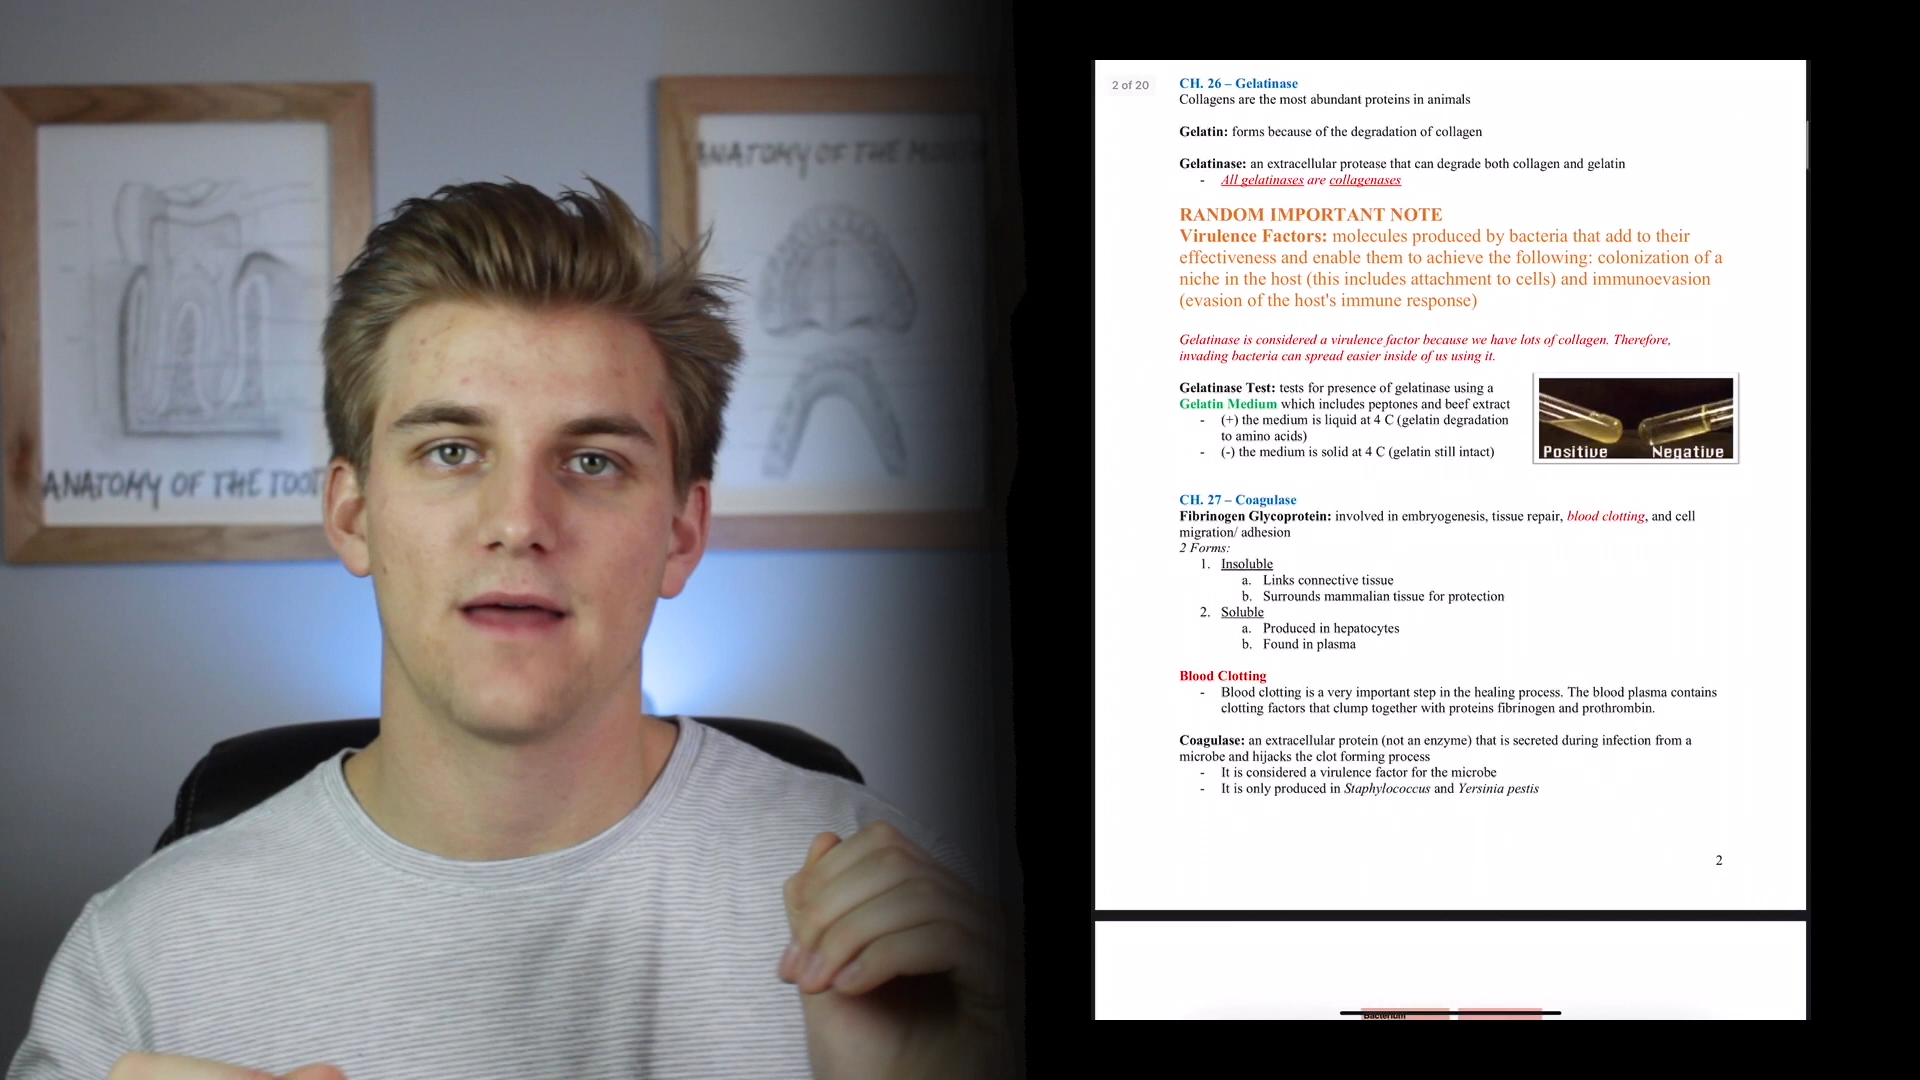 ANATOMY OF THE TOOT
ANATOMY OF THE
2 of 20
CH. 26 – Gelatinase
Collagens are the most abundant proteins in animals
Gelatin: forms because of the degradation of collagen
Gelatinase: an extracellular protease that can degrade both collagen and gelatin
- All gelatinases are collagenases
RANDOM IMPORTANT NOTE
Virulence Factors: molecules produced by bacteria that add to their
effectiveness and enable them to achieve the following: colonization of a
niche in the host (this includes attachment to cells) and immunoevasion
(evasion of the host's immune response)
Gelatinase is considered a virulence factor because we have lots of collagen. Therefore,
invading bacteria can spread easier inside of us using it.
Gelatinase Test: tests for presence of gelatinase using a
Gelatin Medium which includes peptones and beef extract
- (+) the medium is liquid at 4 C (gelatin degradation
to amino acids)
- (-) the medium is solid at 4 C (gelatin still intact)
Positive Negative
CH. 27 – Coagulase
Fibrinogen Glycoprotein: involved in embryogenesis, tissue repair, blood clotting, and cell
migration/ adhesion
2 Forms:
1. Insoluble
a. Links connective tissue
b. Surrounds mammalian tissue for protection
2. Soluble
a. Produced in hepatocytes
b. Found in plasma
Blood Clotting
- Blood clotting is a very important step in the healing process. The blood plasma contains
clotting factors that clump together with proteins fibrinogen and prothrombin.
Coagulase: an extracellular protein (not an enzyme) that is secreted during infection from a
microbe and hijacks the clot forming process
- It is considered a virulence factor for the microbe
- It is only produced in Staphylococcus and Yersinia pestis
2
Bacterium